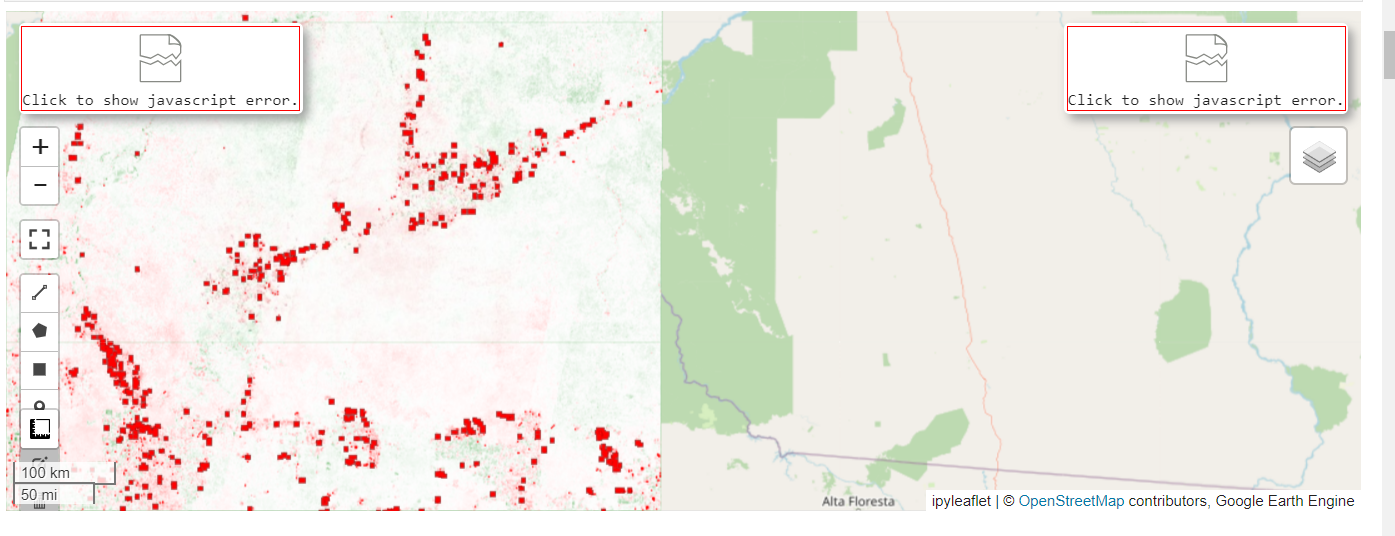 Click to show javascript error.
Click to show javascript error.
+
−
100 km
50 mi
Alta Floresta
ipyleaflet | © OpenStreetMap contributors, Google Earth Engine